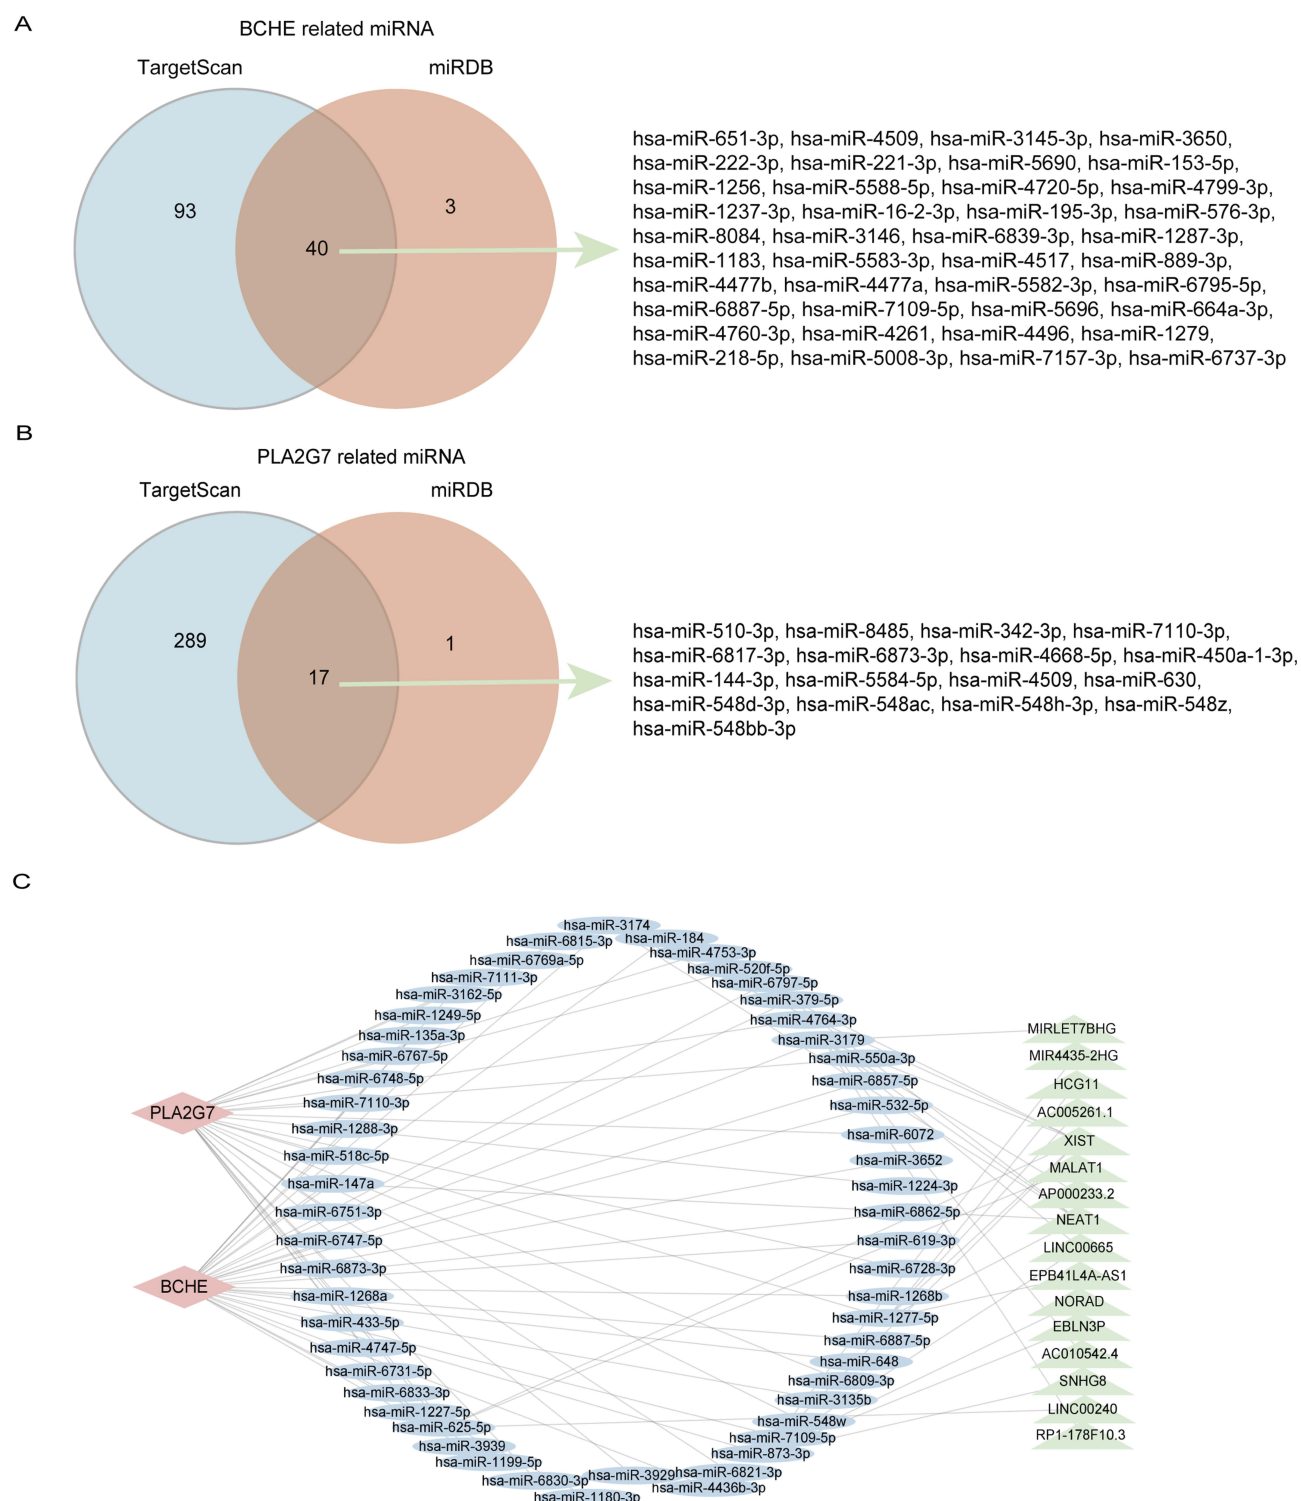 A
BCHE related miRNA
TargetScan
miRDB
93
40
3
hsa-miR-651-3p, hsa-miR-4509, hsa-miR-3145-3p, hsa-miR-3650,
hsa-miR-222-3p, hsa-miR-221-3p, hsa-miR-5690, hsa-miR-153-5p,
hsa-miR-1256, hsa-miR-5588-5p, hsa-miR-4720-5p, hsa-miR-4799-3p,
hsa-miR-1237-3p, hsa-miR-16-2-3p, hsa-miR-195-3p, hsa-miR-576-3p,
hsa-miR-8084, hsa-miR-3146, hsa-miR-6839-3p, hsa-miR-1287-3p,
hsa-miR-1183, hsa-miR-5583-3p, hsa-miR-4517, hsa-miR-889-3p,
hsa-miR-4477b, hsa-miR-4477a, hsa-miR-5582-3p, hsa-miR-6795-5p,
hsa-miR-6887-5p, hsa-miR-7109-5p, hsa-miR-5696, hsa-miR-664a-3p,
hsa-miR-4760-3p, hsa-miR-4261, hsa-miR-4496, hsa-miR-1279,
hsa-miR-218-5p, hsa-miR-5008-3p, hsa-miR-7157-3p, hsa-miR-6737-3p
B
PLA2G7 related miRNA
TargetScan
miRDB
289
17
1
hsa-miR-510-3p, hsa-miR-8485, hsa-miR-342-3p, hsa-miR-7110-3p,
hsa-miR-6817-3p, hsa-miR-6873-3p, hsa-miR-4668-5p, hsa-miR-450a-1-3p,
hsa-miR-144-3p, hsa-miR-5584-5p, hsa-miR-4509, hsa-miR-630,
hsa-miR-548d-3p, hsa-miR-548ac, hsa-miR-548h-3p, hsa-miR-548z,
hsa-miR-548bb-3p
C
PLA2G7
BCHE
hsa-miR-3174
hsa-miR-6815-3p
hsa-miR-6769a-5p
hsa-miR-7111-3p
hsa-miR-3162-5p
hsa-miR-1249-5p
hsa-miR-135a-3p
hsa-miR-6767-5p
hsa-miR-6748-5p
hsa-miR-7110-3p
hsa-miR-1288-3p
hsa-miR-518c-5p
hsa-miR-147a
hsa-miR-6751-3p
hsa-miR-6747-5p
hsa-miR-6873-3p
hsa-miR-1268a
hsa-miR-433-5p
hsa-miR-4747-5p
hsa-miR-6731-5p
hsa-miR-6833-3p
hsa-miR-1227-5p
hsa-miR-625-5p
hsa-miR-3939
hsa-miR-1199-5p
hsa-miR-6830-3p
hsa-miR-1180-3p
hsa-miR-3929
hsa-miR-184
hsa-miR-4753-3p
hsa-miR-520f-5p
hsa-miR-6797-5p
hsa-miR-379-5p
hsa-miR-4764-3p
hsa-miR-3179
hsa-miR-550a-3p
hsa-miR-6857-5p
hsa-miR-532-5p
hsa-miR-6072
hsa-miR-3652
hsa-miR-1224-3p
hsa-miR-6862-5p
hsa-miR-619-3p
hsa-miR-6728-3p
hsa-miR-1268b
hsa-miR-1277-5p
hsa-miR-6887-5p
hsa-miR-648
hsa-miR-6809-3p
hsa-miR-3135b
hsa-miR-548w
hsa-miR-7109-5p
hsa-miR-873-3p
hsa-miR-6821-3p
hsa-miR-4436b-3p
MIRLET7BHG
MIR4435-2HG
HCG11
AC005261.1
XIST
MALAT1
AP000233.2
NEAT1
LINC00665
EPB41L4A-AS1
NORAD
EBLN3P
AC010542.4
SNHG8
LINC00240
RP1-178F10.3